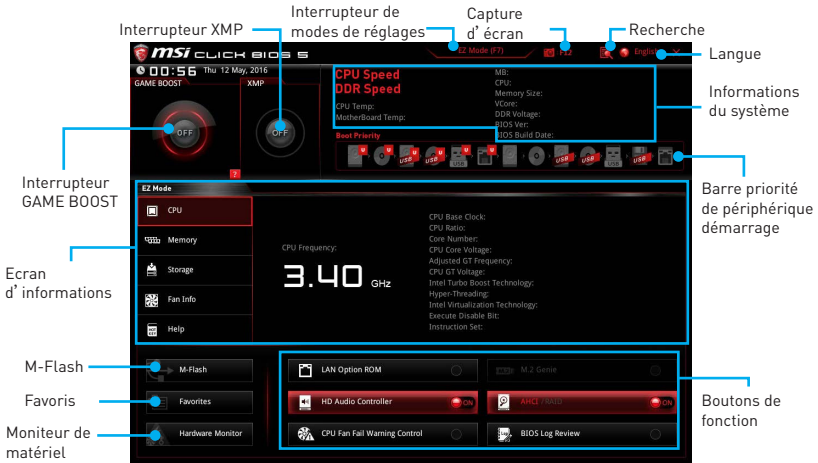 Interrupteur XMP
Interrupteur de
modes de réglages
Capture
d' écran
Recherche
Langue
msi CLICK BIOS 5
EZ Mode (F7)
F12
English
X
00:56 Thu 12 May, 2016
GAME BOOST
XMP
OFF
OFF
?
CPU Speed
DDR Speed
CPU Temp:
MotherBoard Temp:
MB:
CPU:
Memory Size:
VCore:
DDR Voltage:
BIOS Ver:
BIOS Build Date:
Boot Priority
U U U U U U
USB USB USB USB USB USB
Informations
du système
Interrupteur
GAME BOOST
Barre priorité
de périphérique
démarrage
EZ Mode
CPU
Memory
Storage
Fan Info
Help
CPU Frequency:
3.40 GHz
CPU Base Clock:
CPU Ratio:
Core Number:
CPU Core Voltage:
Adjusted GT Frequency:
CPU GT Voltage:
Intel Turbo Boost Technology:
Hyper-Threading:
Intel Virtualization Technology:
Execute Disable Bit:
Instruction Set:
Ecran
d' informations
M-Flash
Favoris
Moniteur de
matériel
M-Flash
Favorites
Hardware Monitor
LAN Option ROM
M.2 Genie
HD Audio Controller
ON
AHCI /RAID
ON
CPU Fan Fail Warning Control
BIOS Log Review
Boutons de
fonction